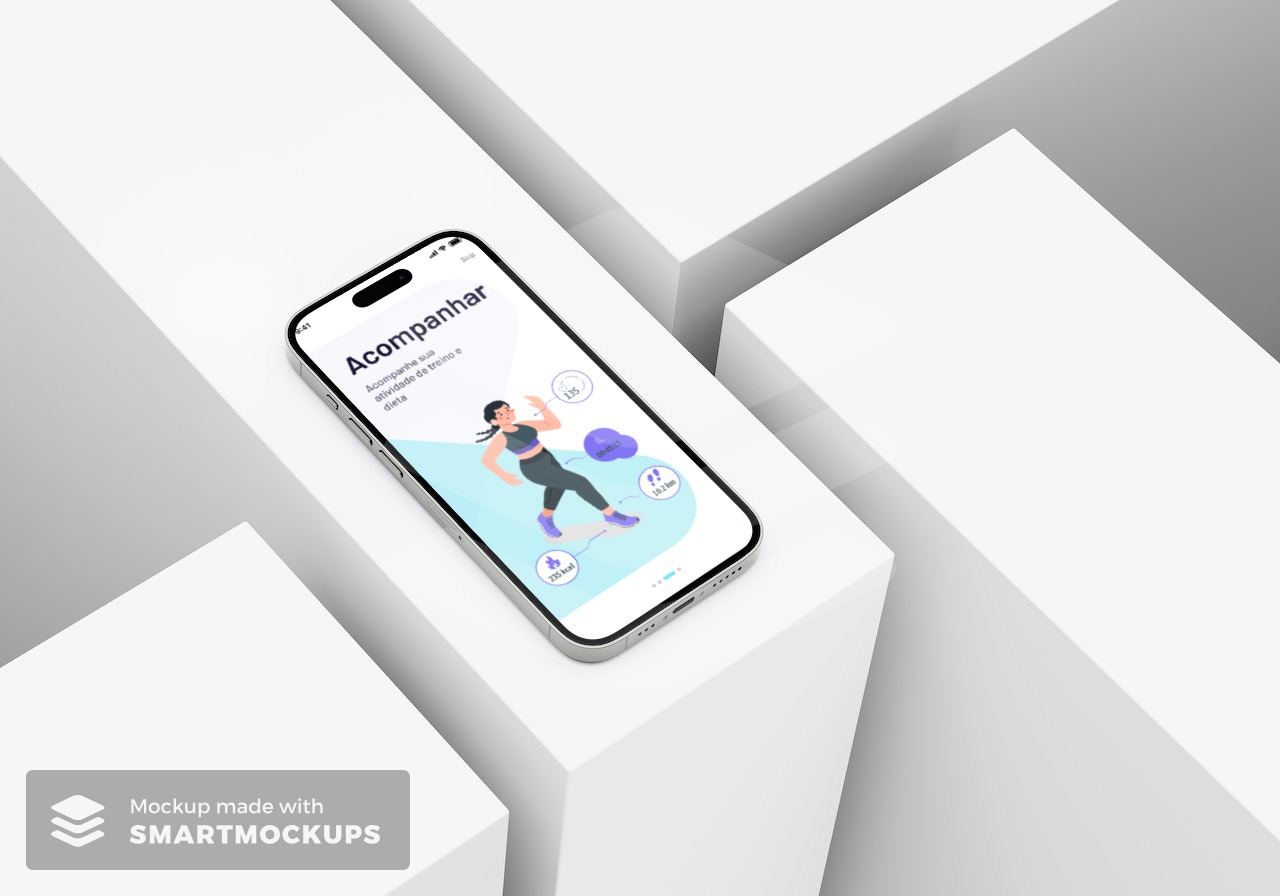 9:41
Skip
Acompanhar
Acompanhe sua
atividade de treino e
dieta
135
10.2 km
235 kcal
Mockup made with
SMARTMOCKUPS